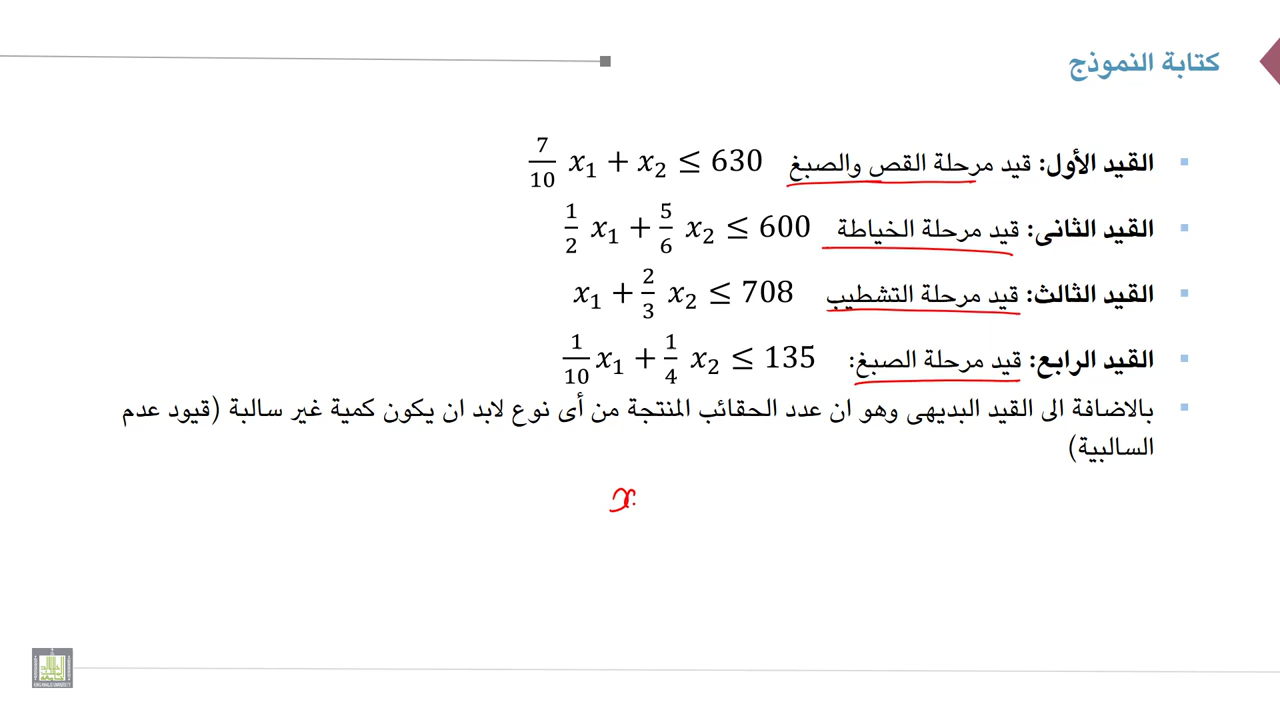 كتابة النموذج
القيد الأول: قيد مرحلة القص والصبغ 7/10 x₁ + x₂ ≤ 630
القيد الثانى: قيد مرحلة الخياطة 1/2 x₁ + 5/6 x₂ ≤ 600
القيد الثالث: قيد مرحلة التشطيب x₁ + 2/3 x₂ ≤ 708
القيد الرابع: قيد مرحلة الصبغ: 1/10 x₁ + 1/4 x₂ ≤ 135
بالاضافة الى القيد البديهى وهو ان عدد الحقائب المنتجة من أى نوع لابد ان يكون كمية غير سالبة (قيود عدم
السالبية)
x